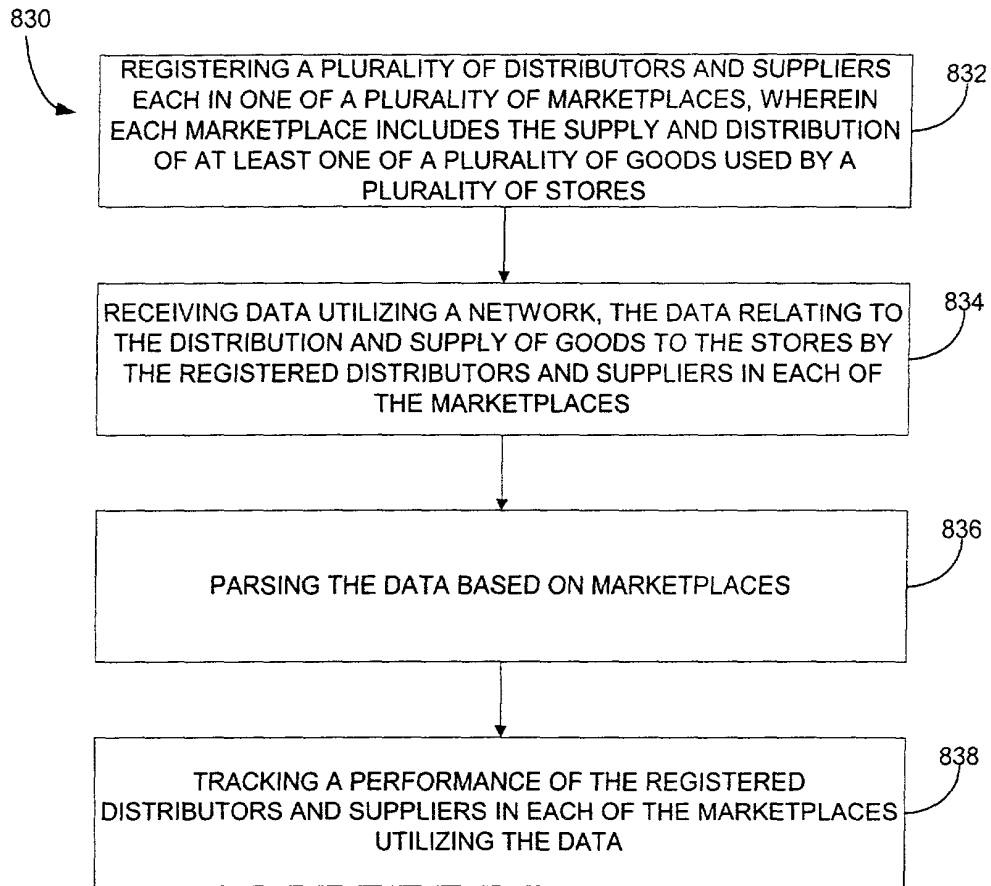 830
REGISTERING A PLURALITY OF DISTRIBUTORS AND SUPPLIERS
EACH IN ONE OF A PLURALITY OF MARKETPLACES, WHEREIN
EACH MARKETPLACE INCLUDES THE SUPPLY AND DISTRIBUTION
OF AT LEAST ONE OF A PLURALITY OF GOODS USED BY A
PLURALITY OF STORES
832
RECEIVING DATA UTILIZING A NETWORK, THE DATA RELATING TO
THE DISTRIBUTION AND SUPPLY OF GOODS TO THE STORES BY
THE REGISTERED DISTRIBUTORS AND SUPPLIERS IN EACH OF
THE MARKETPLACES
834
PARSING THE DATA BASED ON MARKETPLACES
836
TRACKING A PERFORMANCE OF THE REGISTERED
DISTRIBUTORS AND SUPPLIERS IN EACH OF THE MARKETPLACES
UTILIZING THE DATA
838